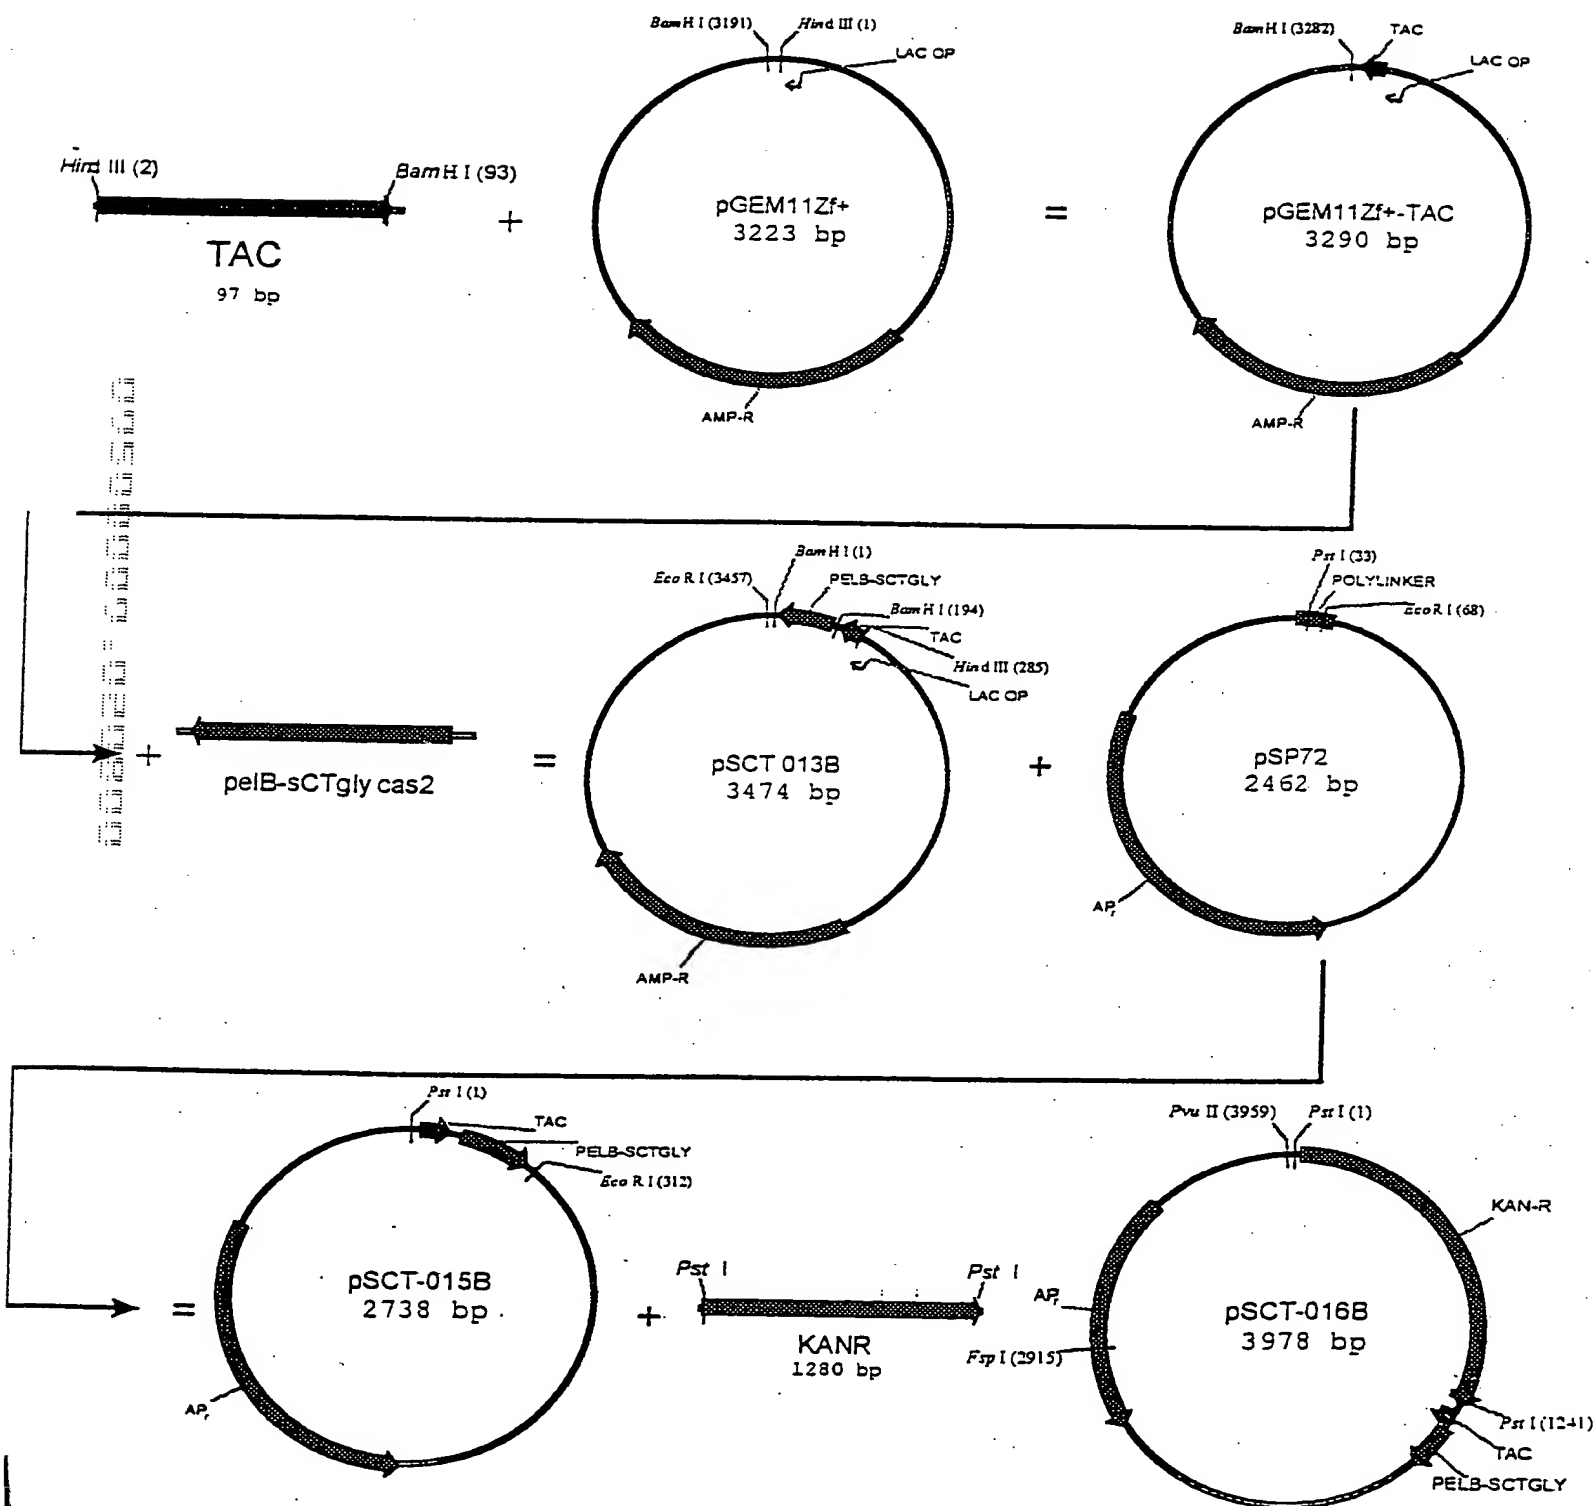 BamH I (3191)
Hind III (1)
LAC OP
BamH I (3282)
TAC
LAC OP
Hind III (2)
BamH I (93)
TAC
97 bp
+
pGEM11Zf+
3223 bp
=
pGEM11Zf+-TAC
3290 bp
AMP-R
AMP-R
BamH I (1)
EcoR I (3457)
PELB-SCTGLY
BamH I (194)
TAC
Hind III (285)
LAC OP
Pst I (33)
POLYLINKER
EcoR I (68)
+
pelB-sCTgly cas2
=
pSCT 013B
3474 bp
+
pSP72
2462 bp
AMP-R
APr
Pst I (1)
TAC
PELB-SCTGLY
EcoR I (312)
Pvu II (3959)
Pst I (1)
KAN-R
=
pSCT-015B
2738 bp
APr
+
Pst I
Pst I
KANR
1280 bp
APr
Fsp I (2915)
pSCT-016B
3978 bp
Pst I (1241)
TAC
PELB-SCTGLY